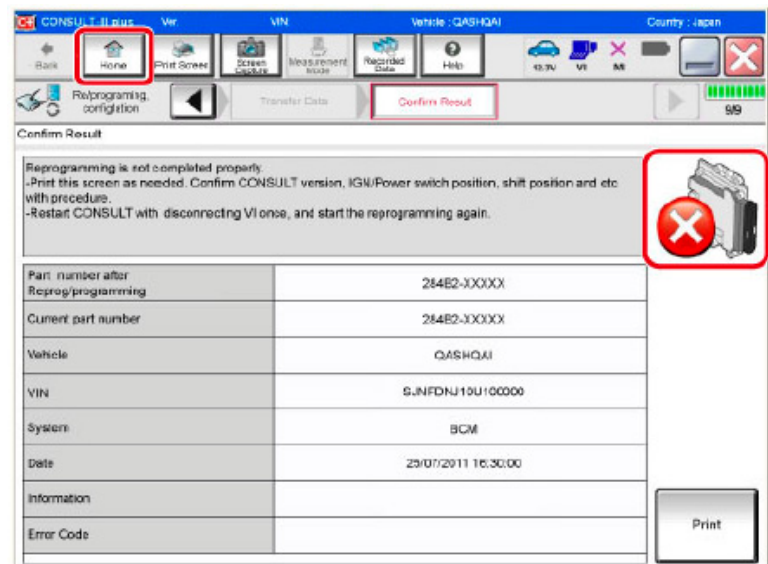 CONSULT-III plus Ver. VIN: Vehicle : QASHQAI Country : Japan
Back Home Print Screen Screen Capture Measurement Mode Recorded Data Help 12.3V VI MI
Re/programing, configlation Transfer Data Confirm Result 9/9
Confirm Result
Reprogramming is not completed properly.
-Print this screen as needed. Confirm CONSULT version, IGN/Power switch position, shift position and etc
with procedure.
-Restart CONSULT with disconnecting VI once, and start the reprogramming again.
Part number after
Reprog/programming
284B2-XXXXX
Current part number 284B2-XXXXX
Vehicle QASHQAI
VIN SJNFDNJ10U100000
System BCM
Date 25/07/2011 16:30:00
Information
Error Code
Print